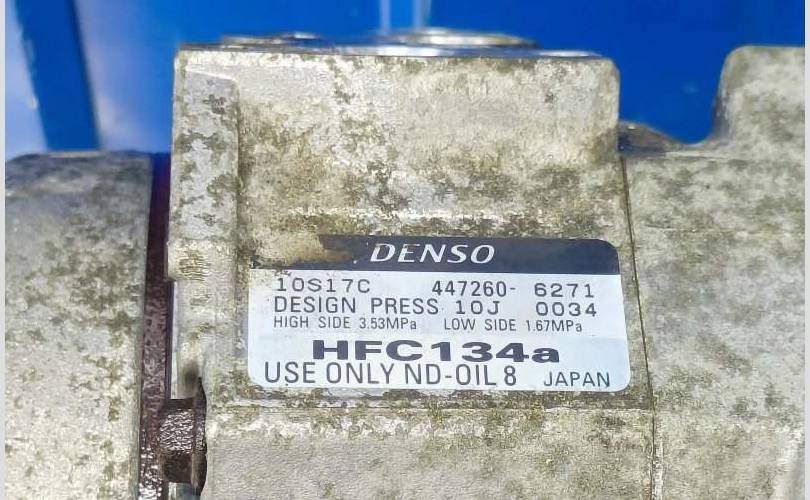 DENSO
10S17C 447260-6271
DESIGN PRESS 10J 0034
HIGH SIDE 3.53MPa LOW SIDE 1.67MPa
HFC134a
USE ONLY ND-OIL 8 JAPAN